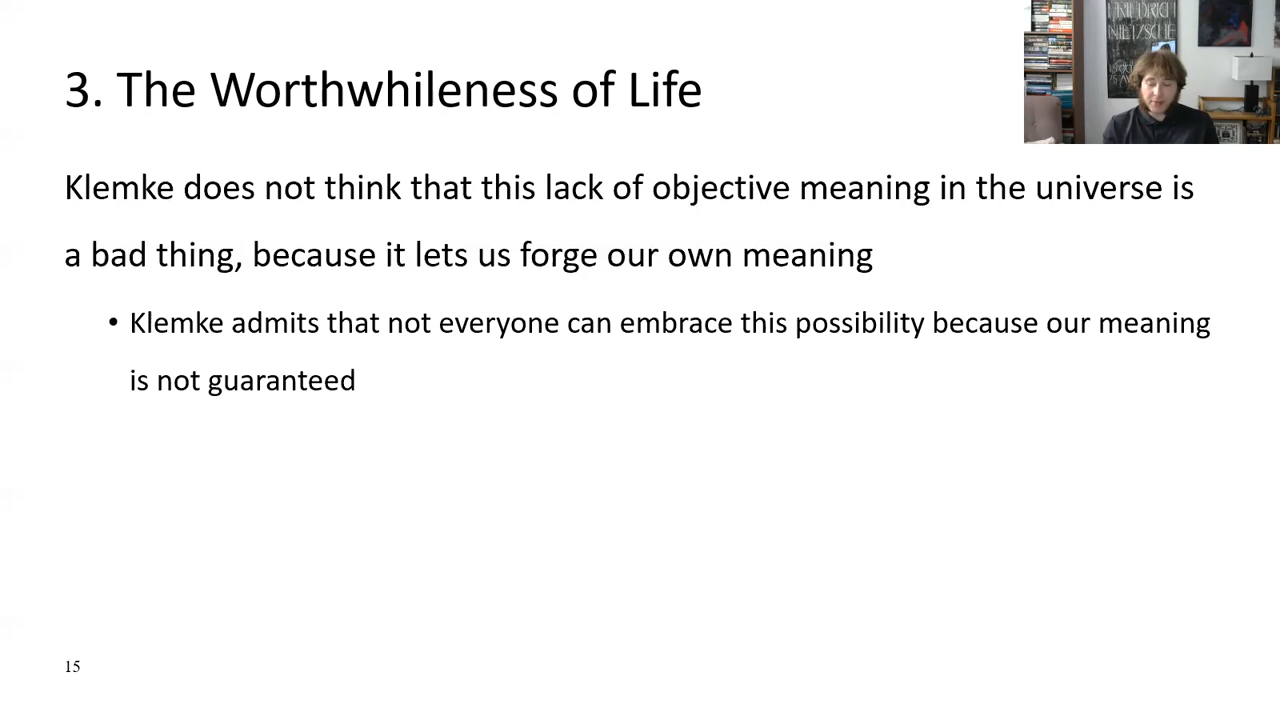 3. The Worthwhileness of Life
Klemke does not think that this lack of objective meaning in the universe is
a bad thing, because it lets us forge our own meaning
• Klemke admits that not everyone can embrace this possibility because our meaning
is not guaranteed
15
FRIEDRICH
NIETZSCHE